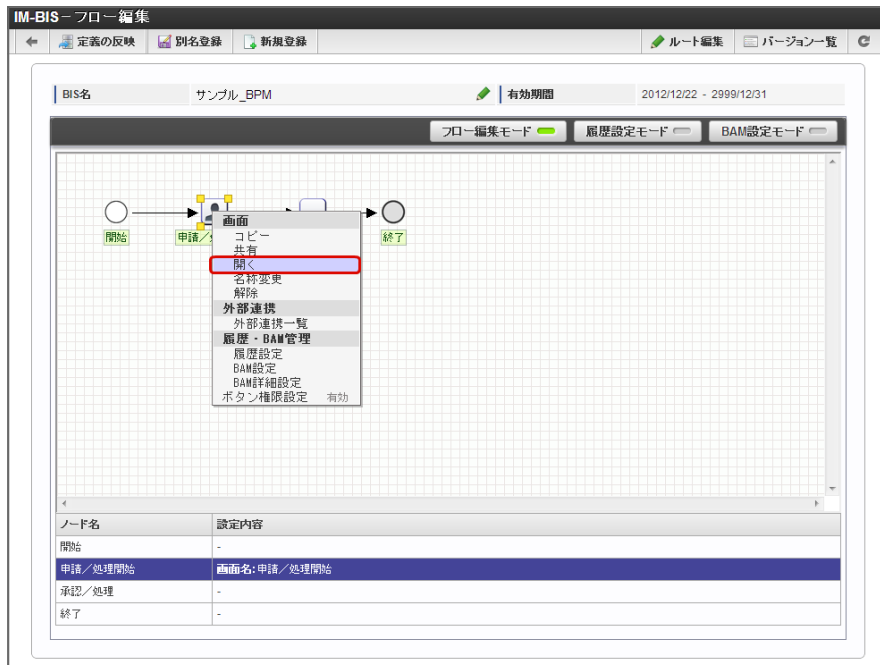 IM-BIS－フロー編集
定義の反映 別名登録 新規登録 ルート編集 バージョン一覧
BIS名 サンプル_BPM 有効期間 2012/12/22 - 2999/12/31
フロー編集モード 履歴設定モード BAM設定モード
開始 申請／ 終了
画面
コピー
共有
開く
名称変更
解除
外部連携
外部連携一覧
履歴・BAM管理
履歴設定
BAM設定
BAM詳細設定
ボタン権限設定 有効
ノード名 設定内容
開始 -
申請／処理開始 画面名:申請／処理開始
承認／処理 -
終了 -